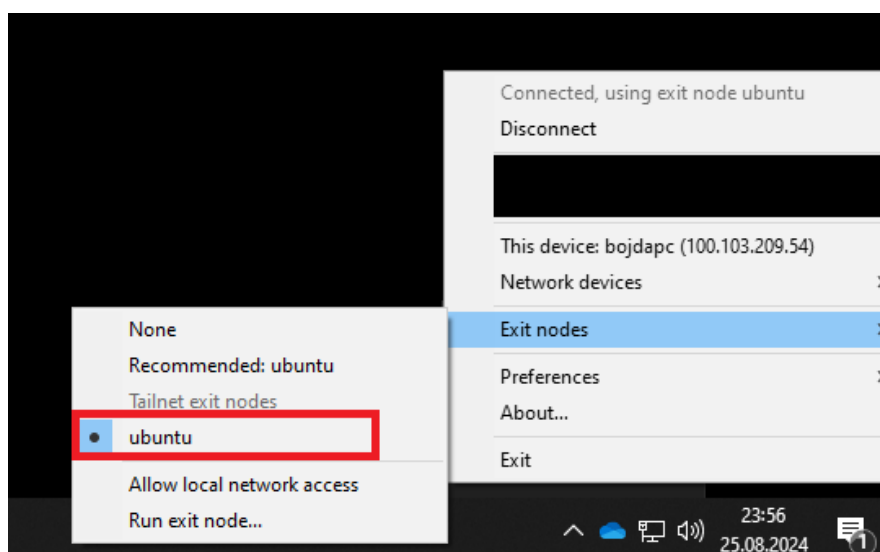 Connected, using exit node ubuntu
Disconnect
This device: bojdapc (100.103.209.54)
Network devices
Exit nodes
Preferences
About...
Exit
None
Recommended: ubuntu
Tailnet exit nodes
ubuntu
Allow local network access
Run exit node...
23:56
25.08.2024
1